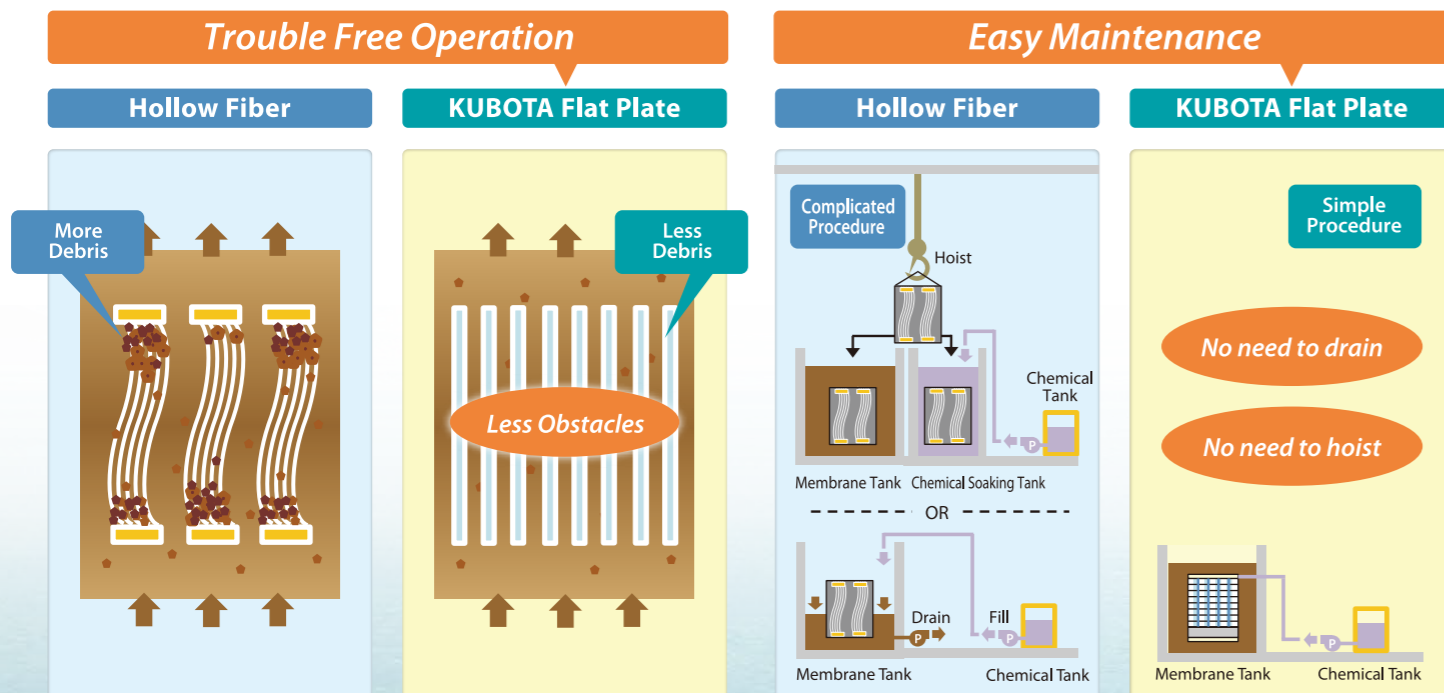 Trouble Free Operation
Hollow Fiber
KUBOTA Flat Plate
More
Debris
Less
Debris
Less Obstacles
Easy Maintenance
Hollow Fiber
KUBOTA Flat Plate
Complicated
Procedure
Hoist
Chemical
Tank
P
Membrane Tank
Chemical Soaking Tank
OR
Drain
Fill
P
P
Membrane Tank
Chemical Tank
Simple
Procedure
No need to drain
No need to hoist
P
Membrane Tank
Chemical Tank